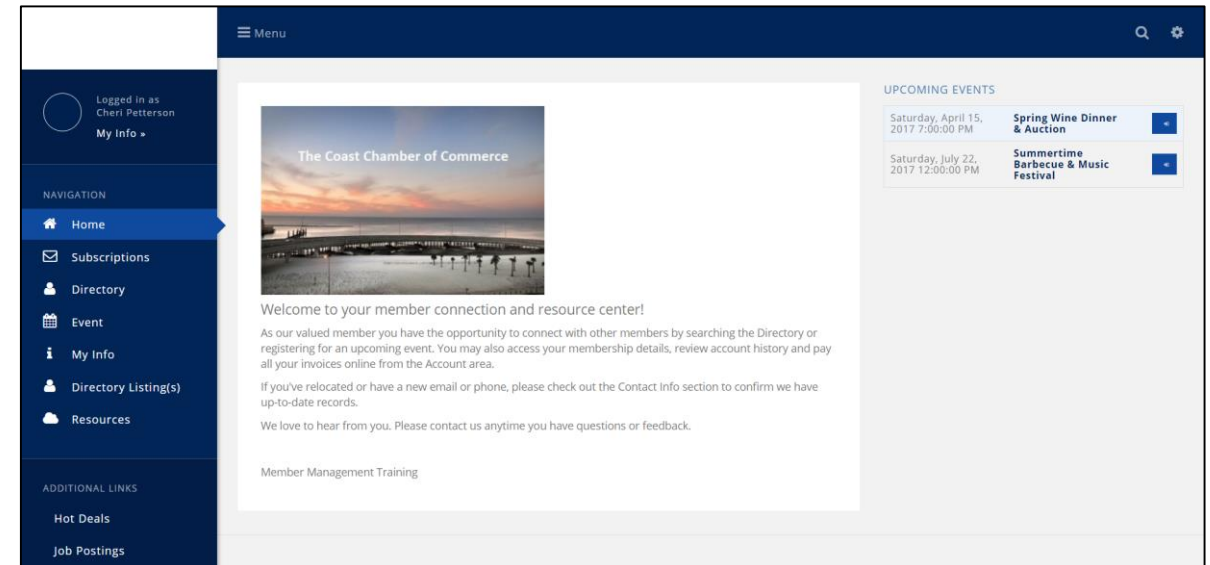 Menu
Logged in as
Cheri Petterson
My Info »
NAVIGATION
Home
Subscriptions
Directory
Event
My Info
Directory Listing(s)
Resources
ADDITIONAL LINKS
Hot Deals
Job Postings
The Coast Chamber of Commerce
Welcome to your member connection and resource center!
As our valued member you have the opportunity to connect with other members by searching the Directory or
registering for an upcoming event. You may also access your membership details, review account history and pay
all your invoices online from the Account area.
If you've relocated or have a new email or phone, please check out the Contact Info section to confirm we have
up-to-date records.
We love to hear from you. Please contact us anytime you have questions or feedback.
Member Management Training
UPCOMING EVENTS
Saturday, April 15,
2017 7:00:00 PM
Spring Wine Dinner
& Auction
«
Saturday, July 22,
2017 12:00:00 PM
Summertime
Barbecue & Music
Festival
«